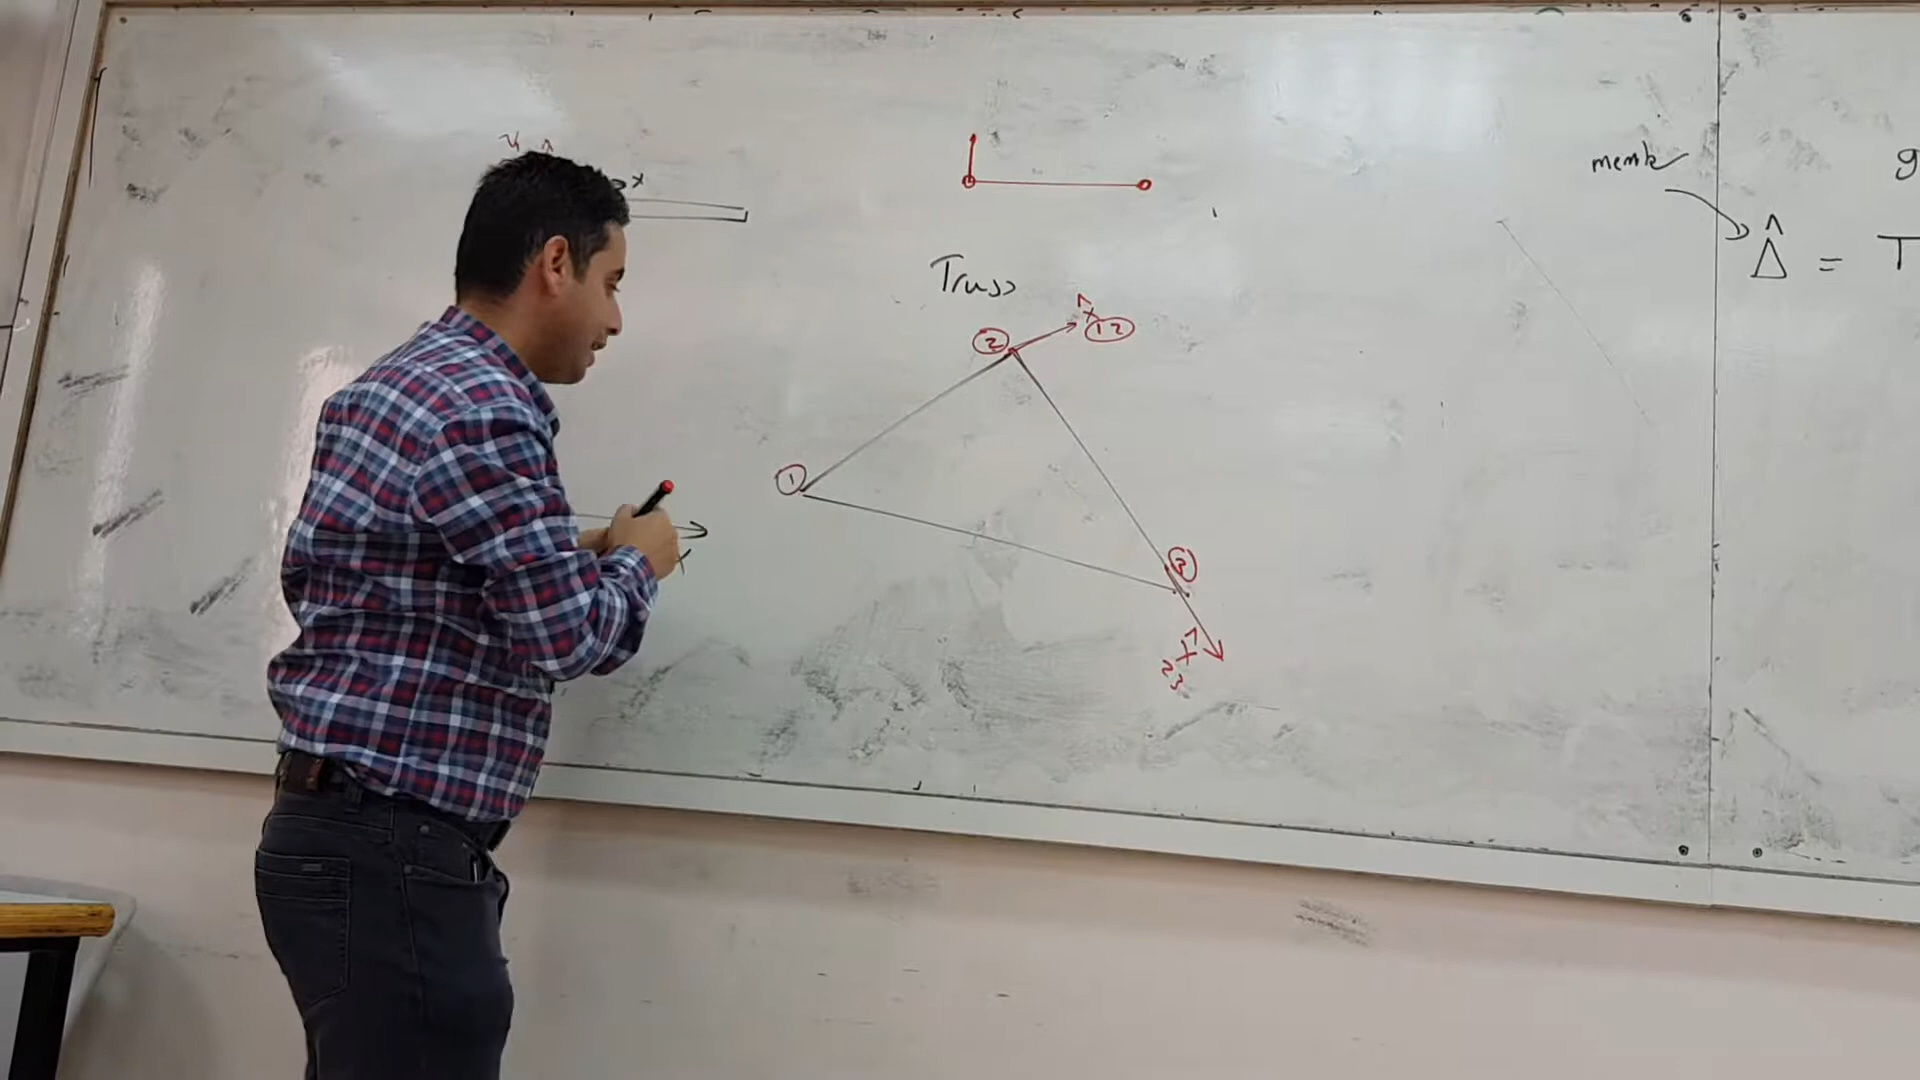 x
Truss
x̂ 12
2
1
3
x̂
23
x
memb
g
Δ̂ = T